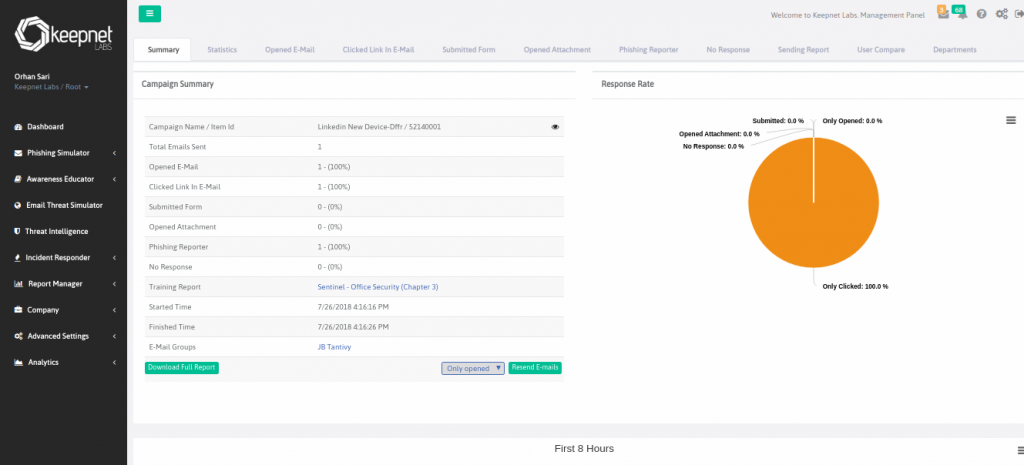 keepnet
LABS
Orhan Sari
Keepnet Labs / Root
Dashboard
Phishing Simulator
Awareness Educator
Email Threat Simulator
Threat Intelligence
Incident Responder
Report Manager
Company
Advanced Settings
Analytics
Welcome to Keepnet Labs. Management Panel
3
68
Summary Statistics Opened E-Mail Clicked Link In E-Mail Submitted Form Opened Attachment Phishing Reporter No Response Sending Report User Compare Departments
Campaign Summary
Campaign Name / Item Id Linkedin New Device-Dffr / 52140001
Total Emails Sent 1
Opened E-Mail 1 - (100%)
Clicked Link In E-Mail 1 - (100%)
Submitted Form 0 - (0%)
Opened Attachment 0 - (0%)
Phishing Reporter 1 - (100%)
No Response 0 - (0%)
Training Report Sentinel - Office Security (Chapter 3)
Started Time 7/26/2018 4:16:16 PM
Finished Time 7/26/2018 4:16:26 PM
E-Mail Groups JB Tantivy
Download Full Report Only opened Resend E-mails
Response Rate
Submitted: 0.0 % Only Opened: 0.0 %
Opened Attachment: 0.0 %
No Response: 0.0 %
Only Clicked: 100.0 %
First 8 Hours